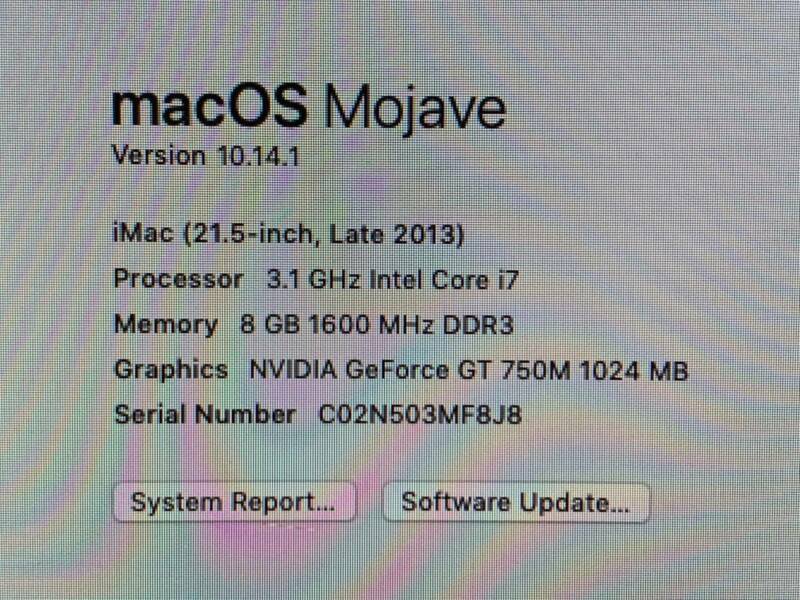 macOS Mojave
Version 10.14.1
iMac (21.5-inch, Late 2013)
Processor 3.1 GHz Intel Core i7
Memory 8 GB 1600 MHz DDR3
Graphics NVIDIA GeForce GT 750M 1024 MB
Serial Number C02N503MF8J8
System Report... Software Update...